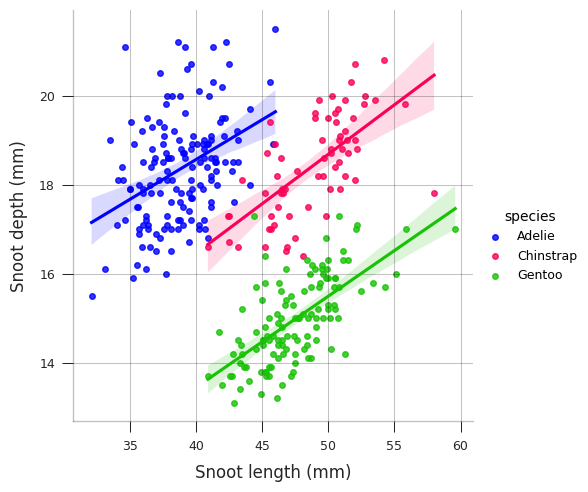 Snoot depth (mm)
20
18
16
14
35 40 45 50 55 60
Snoot length (mm)
species
Adelie
Chinstrap
Gentoo